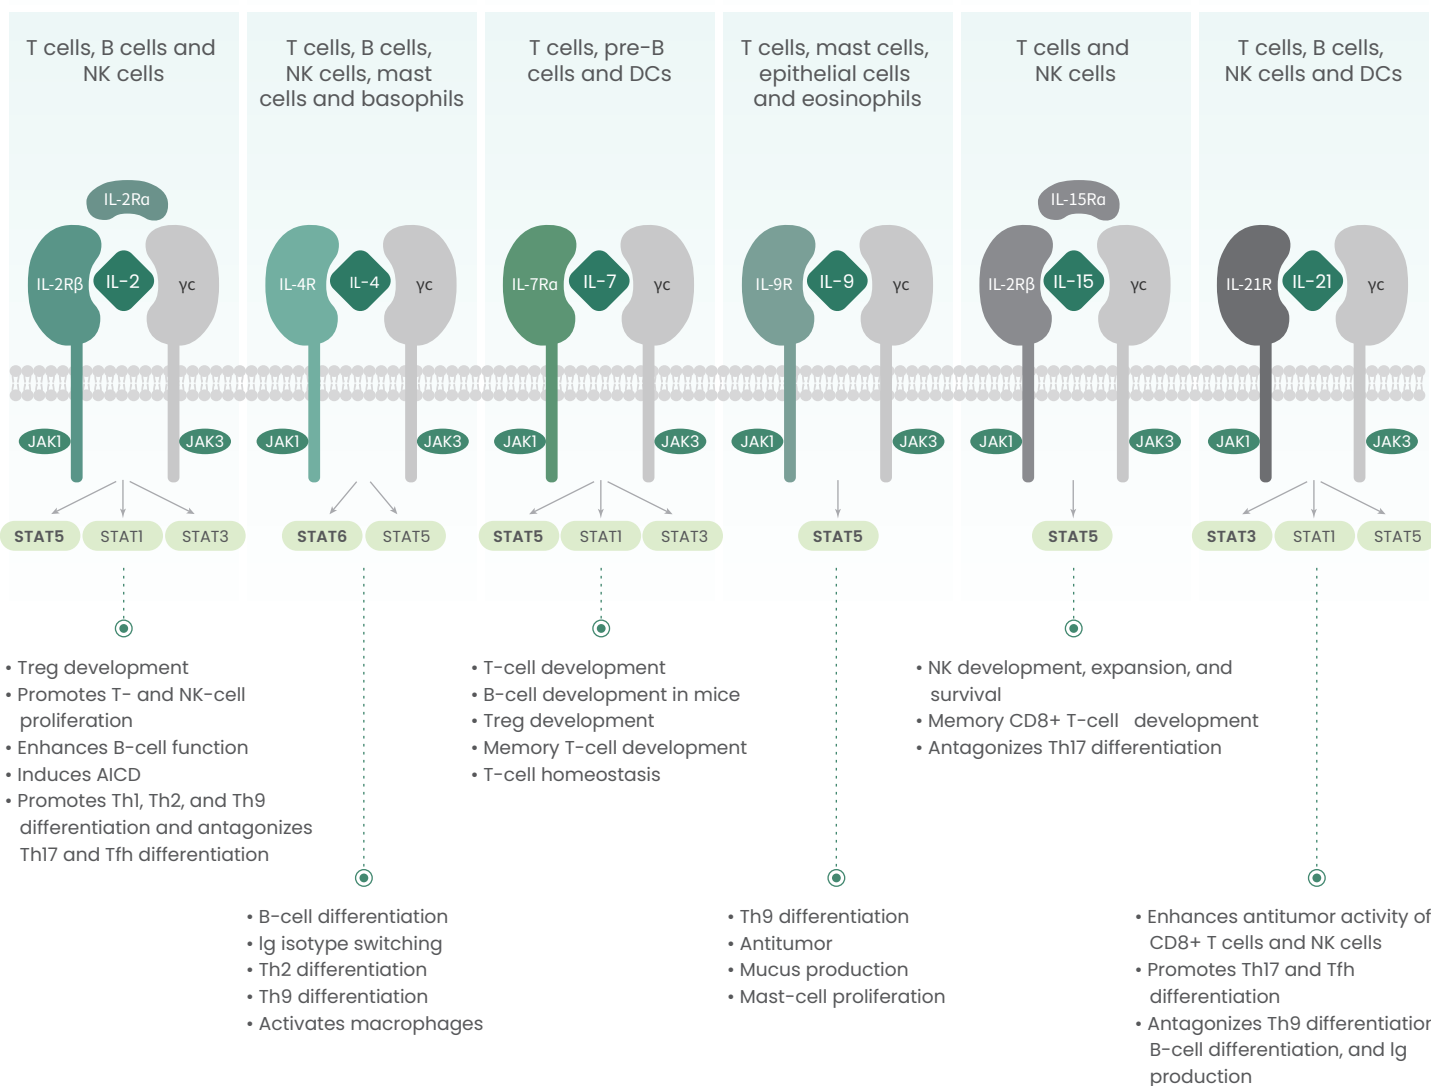 T cells, B cells and
NK cells
T cells, B cells,
NK cells, mast
cells and basophils
T cells, pre-B
cells and DCs
T cells, mast cells,
epithelial cells
and eosinophils
T cells and
NK cells
T cells, B cells,
NK cells and DCs
IL-2Rα
IL-2Rβ
IL-2
γc
JAK1
JAK3
STAT5
STAT1
STAT3
IL-4R
IL-4
γc
JAK1
JAK3
STAT6
STAT5
IL-7Rα
IL-7
γc
JAK1
JAK3
STAT5
STAT1
STAT3
IL-9R
IL-9
γc
JAK1
JAK3
STAT5
IL-15Rα
IL-2Rβ
IL-15
γc
JAK1
JAK3
STAT5
IL-21R
IL-21
γc
JAK1
JAK3
STAT3
STAT1
STAT5
• Treg development
• Promotes T- and NK-cell
proliferation
• Enhances B-cell function
• Induces AICD
• Promotes Th1, Th2, and Th9
differentiation and antagonizes
Th17 and Tfh differentiation
• B-cell differentiation
• Ig isotype switching
• Th2 differentiation
• Th9 differentiation
• Activates macrophages
• T-cell development
• B-cell development in mice
• Treg development
• Memory T-cell development
• T-cell homeostasis
• Th9 differentiation
• Antitumor
• Mucus production
• Mast-cell proliferation
• NK development, expansion, and
survival
• Memory CD8+ T-cell development
• Antagonizes Th17 differentiation
• Enhances antitumor activity of
CD8+ T cells and NK cells
• Promotes Th17 and Tfh
differentiation
• Antagonizes Th9 differentiation
B-cell differentiation, and Ig
production